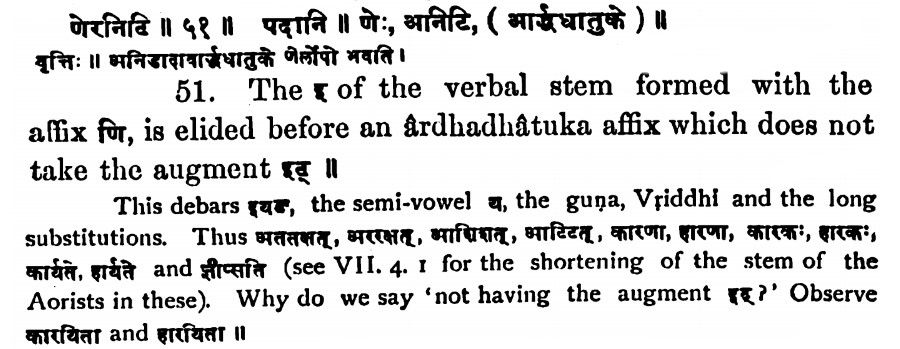 णेरनिटि ॥ ५१ ॥ पदानि ॥ णेः, अनिटि, ( आर्द्धधातुके ) ॥
वृत्तिः ॥ अनिडादावार्द्धधातुके णेर्लोपो भवति ।
51. The इ of the verbal stem formed with the
affix णि, is elided before an ârdhadhâtuka affix which does not
take the augment इट् ॥
This debars इयङ, the semi-vowel य, the guṇa, Vṛiddhi and the long
substitutions. Thus अततक्षत्, अररक्षत्, आशिशत्, आटिटत्, कारणा, हारणा, कारकः, हारकः,
कार्यते, हार्यते and ज्ञीप्सति (see VII. 4. 1 for the shortening of the stem of the
Aorists in these). Why do we say 'not having the augment इट्?' Observe
कारयिता and हारयिता ॥